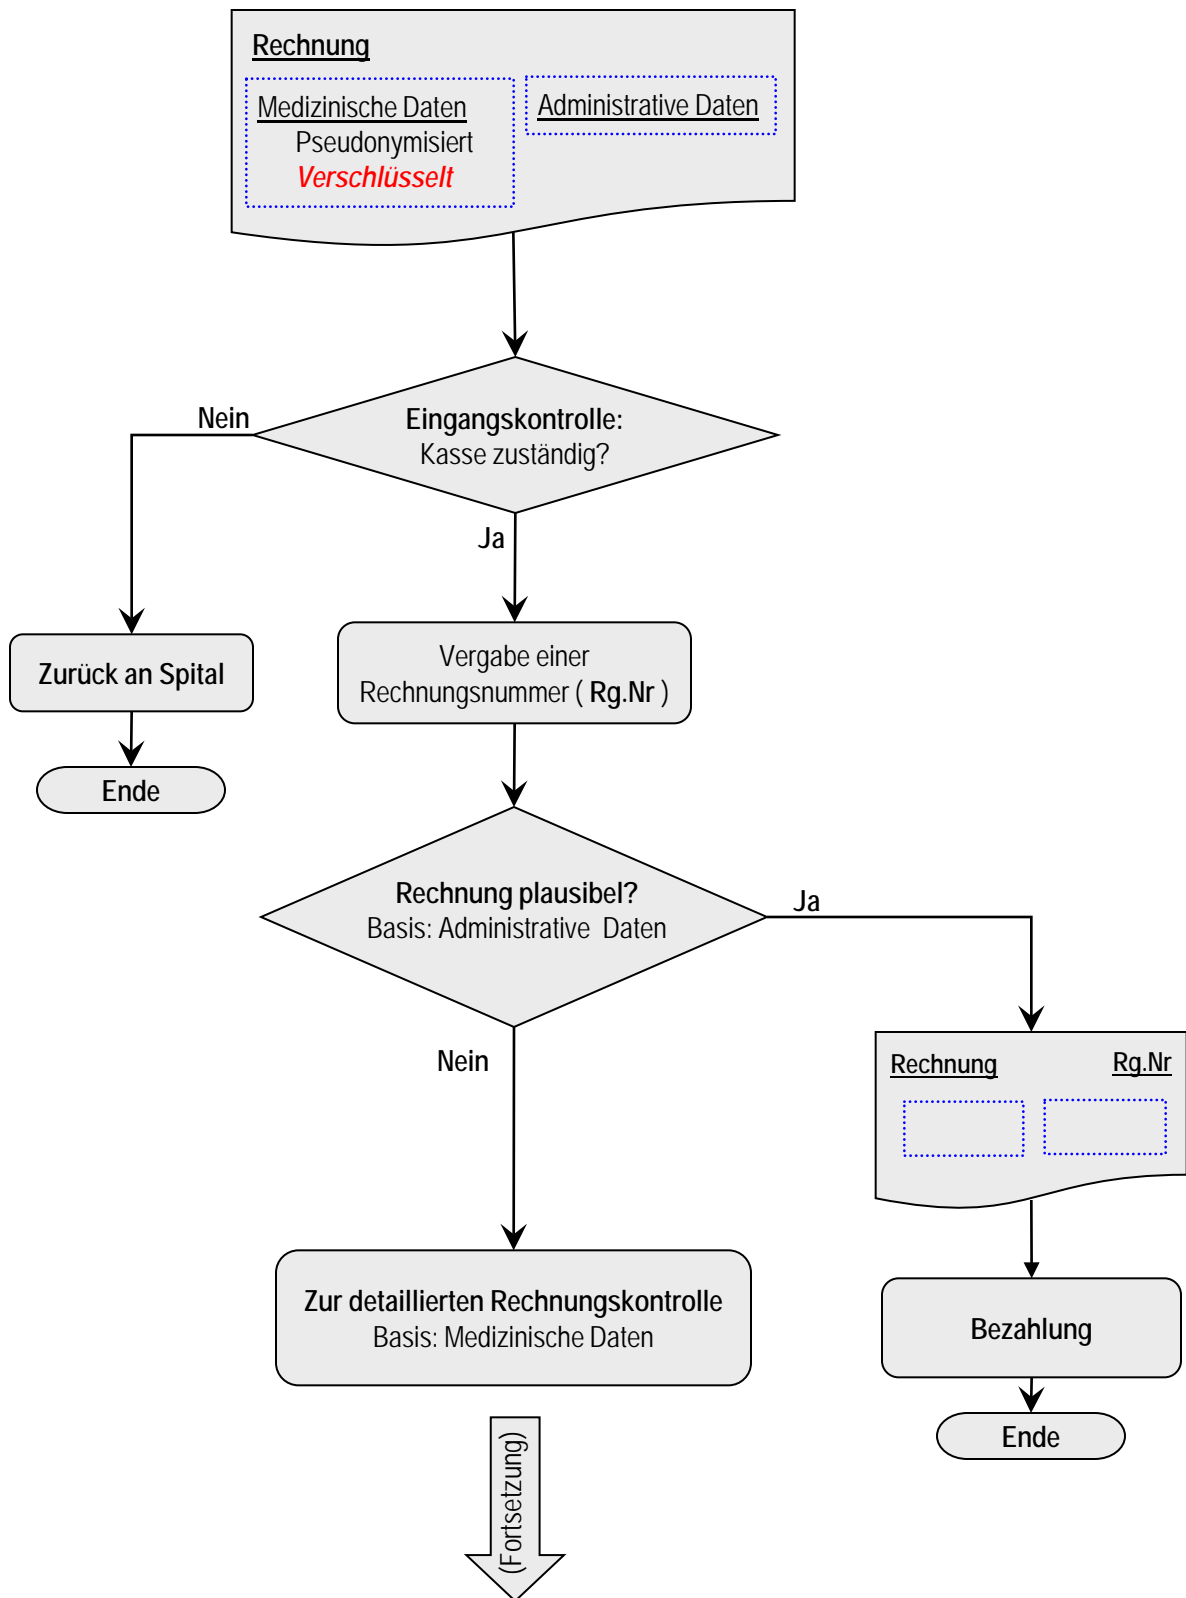 Rechnung
Medizinische Daten
Pseudonymisiert
Verschlüsselt
Administrative Daten
Eingangskontrolle:
Kasse zuständig?
Nein
Ja
Zurück an Spital
Ende
Vergabe einer
Rechnungsnummer ( Rg.Nr )
Rechnung plausibel?
Basis: Administrative Daten
Ja
Nein
Rechnung Rg.Nr
Zur detaillierten Rechnungskontrolle
Basis: Medizinische Daten
Bezahlung
Ende
(Fortsetzung)